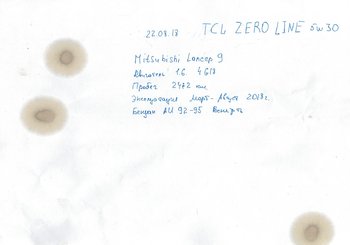 22.08.18 TCL ZERO LINE 5W30
Mitsubishi Lancer 9
Двигатель 1.6 4G18
Пробег 2472 км
Эксплуатация Март-Август 2018г.
Бензин АИ 92-95